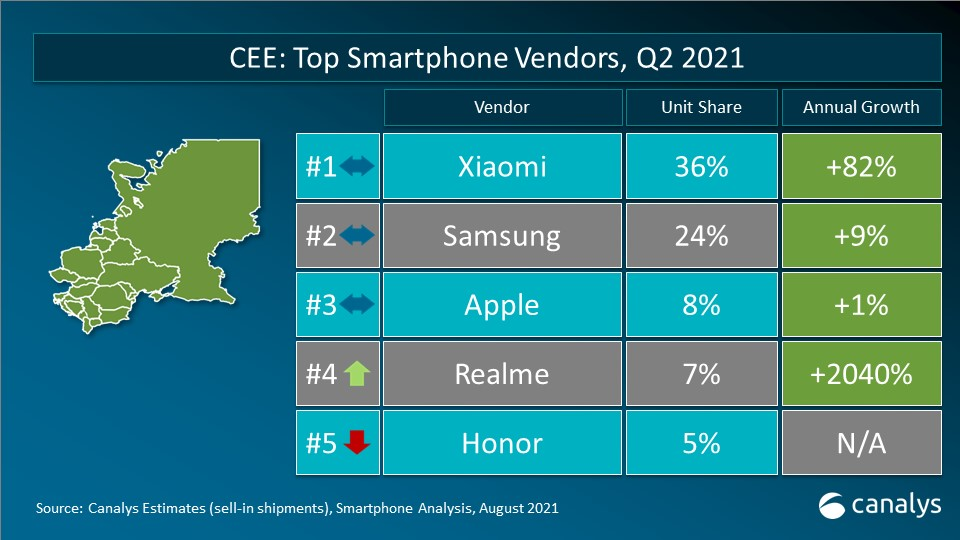 CEE: Top Smartphone Vendors, Q2 2021
Vendor Unit Share Annual Growth
#1 Xiaomi 36% +82%
#2 Samsung 24% +9%
#3 Apple 8% +1%
#4 Realme 7% +2040%
#5 Honor 5% N/A
Source: Canalys Estimates (sell-in shipments), Smartphone Analysis, August 2021
canalys